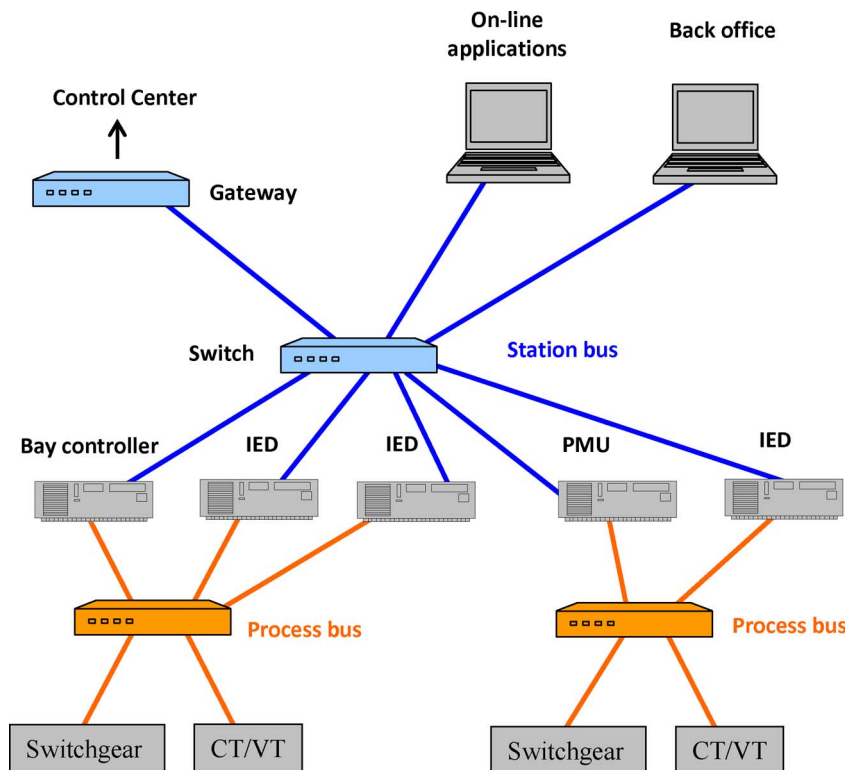 On-line
applications
Back office
Control Center
Gateway
Switch
Station bus
Bay controller
IED
IED
PMU
IED
Process bus
Process bus
Switchgear
CT/VT
Switchgear
CT/VT